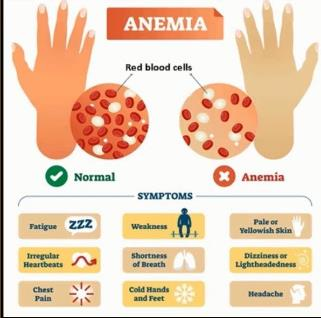 ANEMIA
Red blood cells
Normal
Anemia
SYMPTOMS
Fatigue
ZZZ
Weakness
Pale or
Yellowish Skin
Irregular
Heartbeats
Shortness
of Breath
Dizziness or
Lightheadedness
Chest
Pain
Cold Hands
and Feet
Headache